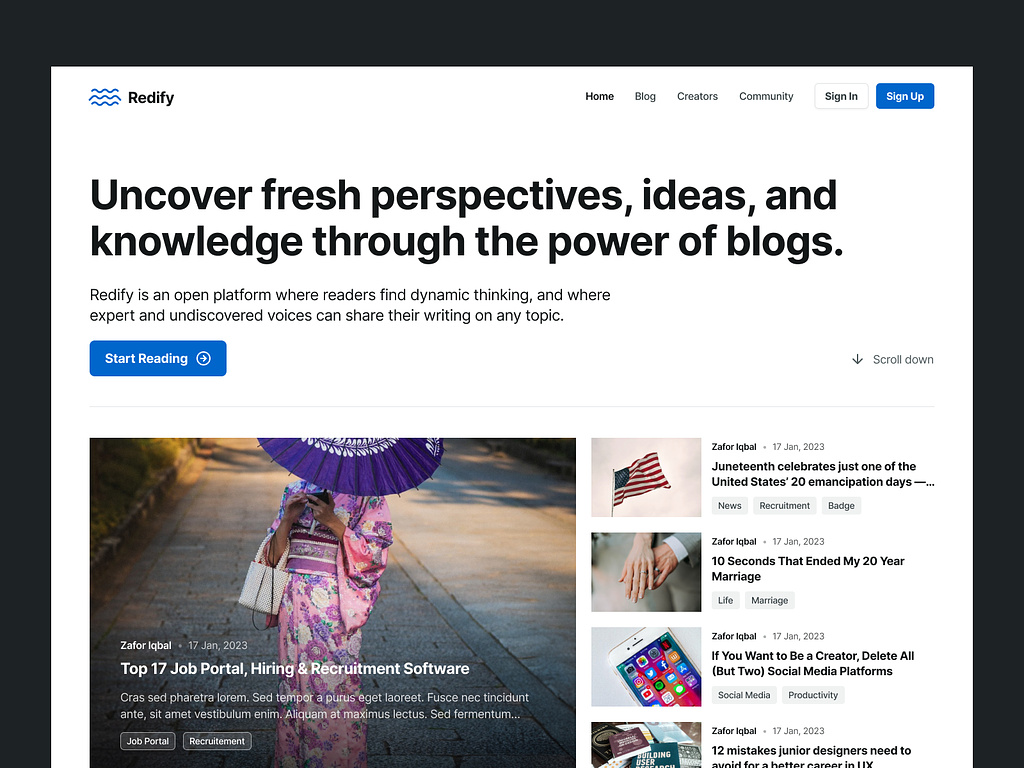 Redify
Home Blog Creators Community Sign In Sign Up
Uncover fresh perspectives, ideas, and
knowledge through the power of blogs.
Redify is an open platform where readers find dynamic thinking, and where
expert and undiscovered voices can share their writing on any topic.
Start Reading
Scroll down
Zafor Iqbal • 17 Jan, 2023
Top 17 Job Portal, Hiring & Recruitment Software
Cras sed pharetra lorem. Sed tempor a purus eget laoreet. Fusce nec tincidunt
ante, sit amet vestibulum enim. Aliquam at maximus lectus. Sed fermentum...
Job Portal Recruitement
Zafor Iqbal • 17 Jan, 2023
Juneteenth celebrates just one of the
United States’ 20 emancipation days —...
News Recruitment Badge
Zafor Iqbal • 17 Jan, 2023
10 Seconds That Ended My 20 Year
Marriage
Life Marriage
Zafor Iqbal • 17 Jan, 2023
If You Want to Be a Creator, Delete All
(But Two) Social Media Platforms
Social Media Productivity
BUILDING
USER
RESEARCH
Zafor Iqbal • 17 Jan, 2023
12 mistakes junior designers need to
avoid for a better career in UX